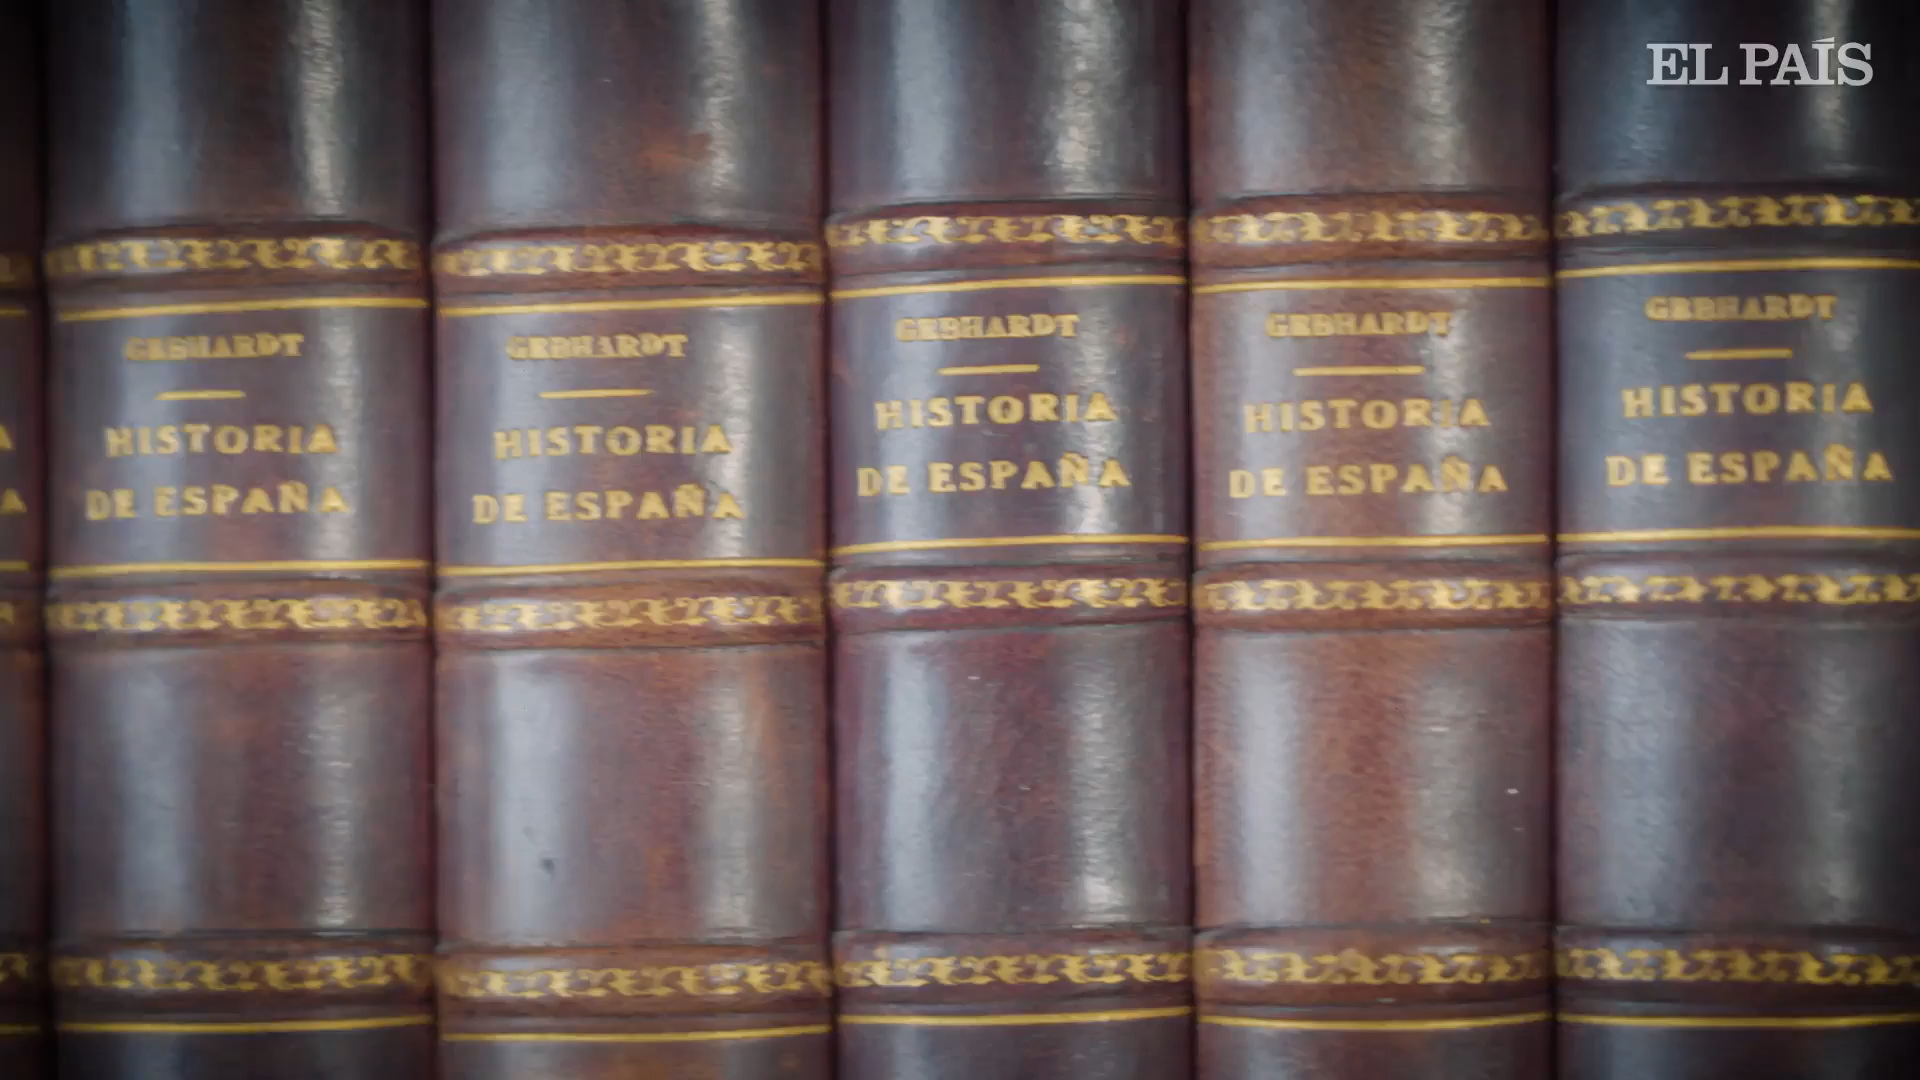 EL PAÍS
GEBHARDT
HISTORIA
DE ESPAÑA
GEBHARDT
HISTORIA
DE ESPAÑA
GEBHARDT
HISTORIA
DE ESPAÑA
GEBHARDT
HISTORIA
DE ESPAÑA
GEBHARDT
HISTORIA
DE ESPAÑA
A
A